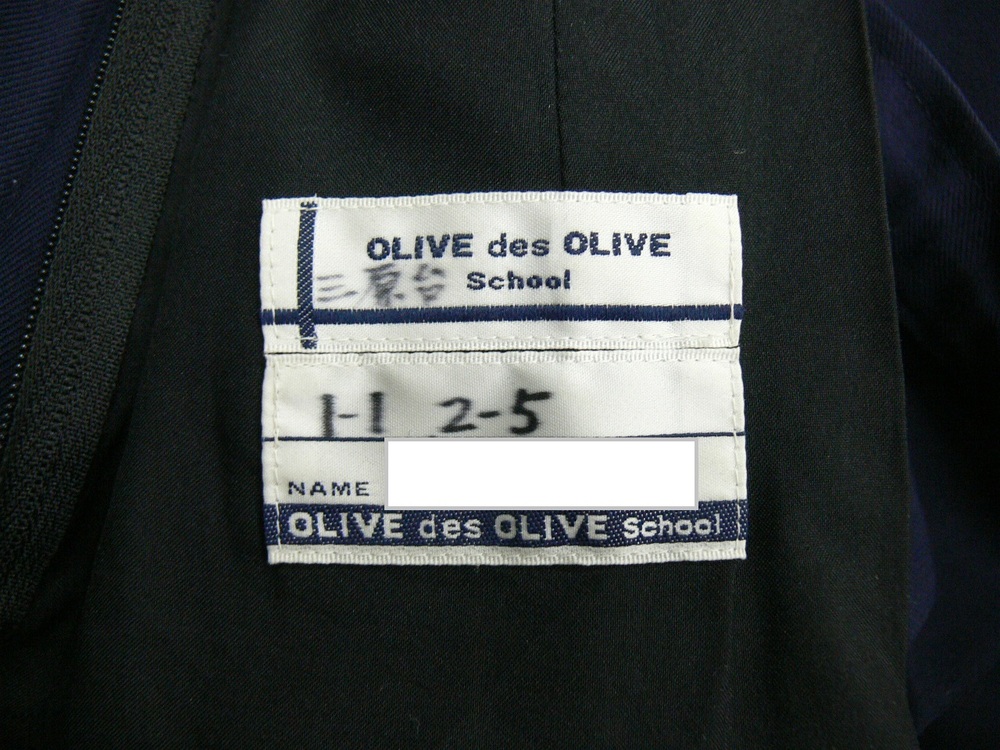 OLIVE des OLIVE
三原台 School
1-1 2-5
NAME
OLIVE des OLIVE School